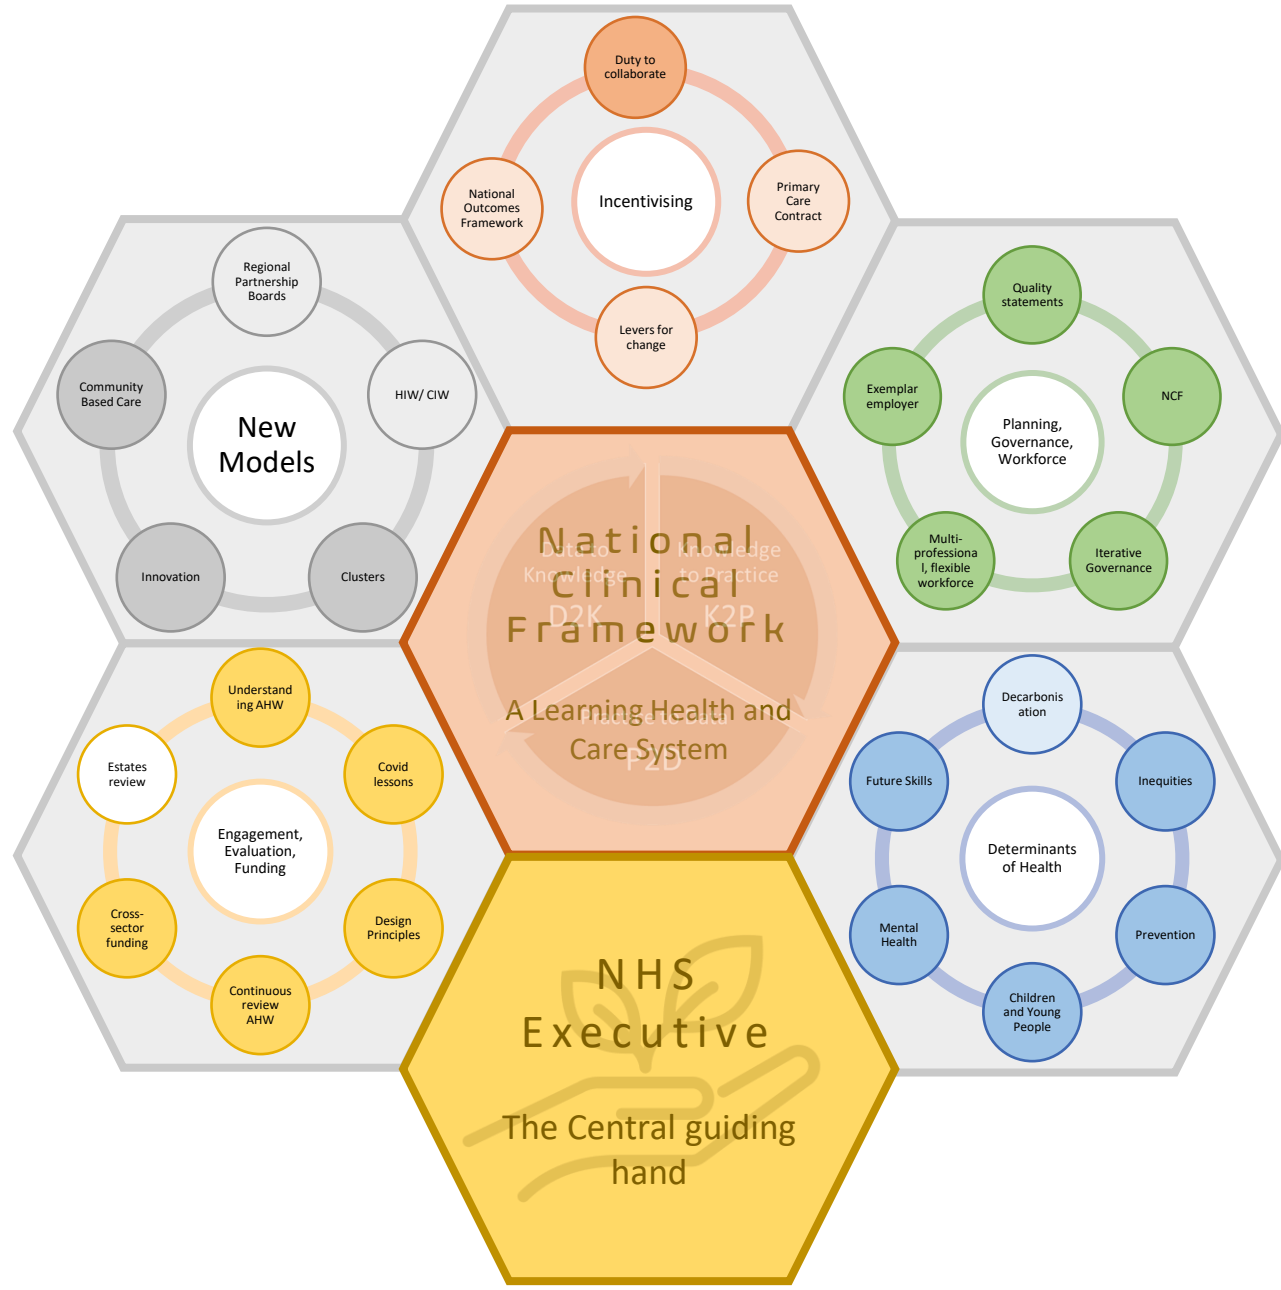 Duty to
collaborate
National
Outcomes
Framework
Incentivising
Primary
Care
Contract
Levers for
change
Regional
Partnership
Boards
Community
Based Care
HIW/ CIW
New
Models
Innovation
Clusters
Quality
statements
Exemplar
employer
NCF
Planning,
Governance,
Workforce
Multi-
professiona
l, flexible
workforce
Iterative
Governance
National
Clinical
Framework
A Learning Health and
Care System
Data to
Knowledge
D2K
Knowledge
to Practice
K2P
Practice to Data
P2D
Understand
ing AHW
Estates
review
Covid
lessons
Engagement,
Evaluation,
Funding
Cross-
sector
funding
Design
Principles
Continuous
review
AHW
Decarbonis
ation
Future Skills
Inequities
Determinants
of Health
Mental
Health
Prevention
Children
and Young
People
NHS
Executive
The Central guiding
hand